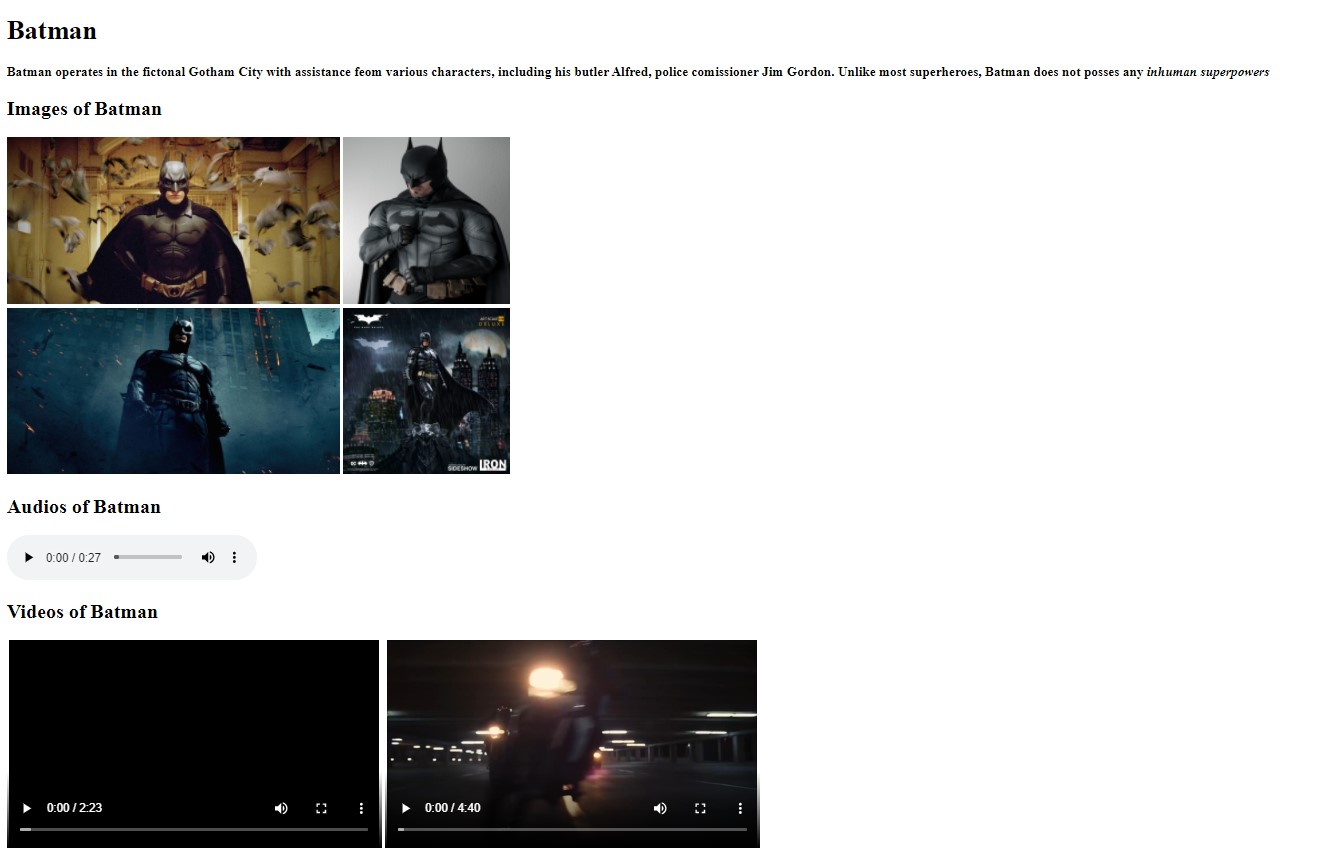 Batman
Batman operates in the fictonal Gotham City with assistance feom various characters, including his butler Alfred, police comissioner Jim Gordon. Unlike most superheroes, Batman does not posses any inhuman superpowers
Images of Batman
DELUXE
SIDESHOW IRON
Audios of Batman
0:00 / 0:27
Videos of Batman
0:00 / 2:23
0:00 / 4:40